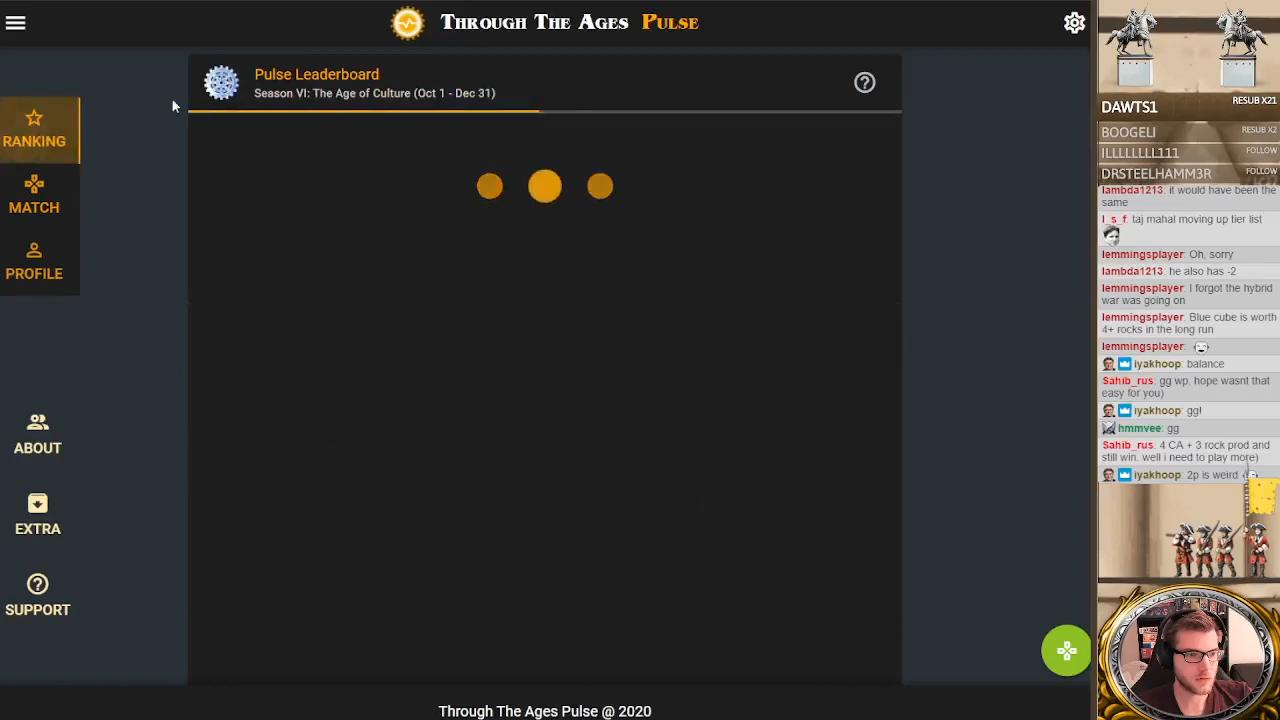 THROUGH THE AGES PULSE
Pulse Leaderboard
Season VI: The Age of Culture (Oct 1 - Dec 31)
RANKING
MATCH
PROFILE
ABOUT
EXTRA
SUPPORT
Through The Ages Pulse @ 2020
DAWTS1 RESUB X21
BOOGELI RESUB X2
ILLLLLLLL111 FOLLOW
DRSTEELHAMM3R FOLLOW
lambda1213: it would have been the
same
l_s_f: taj mahal moving up tier list
lemmingsplayer: Oh, sorry
lambda1213: he also has -2
lemmingsplayer: I forgot the hybrid
war was going on
lemmingsplayer: Blue cube is worth
4+ rocks in the long run
lemmingsplayer:
iyakhoop: balance
Sahib_rus: gg wp. hope wasnt that
easy for you)
iyakhoop: gg!
hmmvee: gg
Sahib_rus: 4 CA + 3 rock prod and
still win. well i need to play more)
iyakhoop: 2p is weird